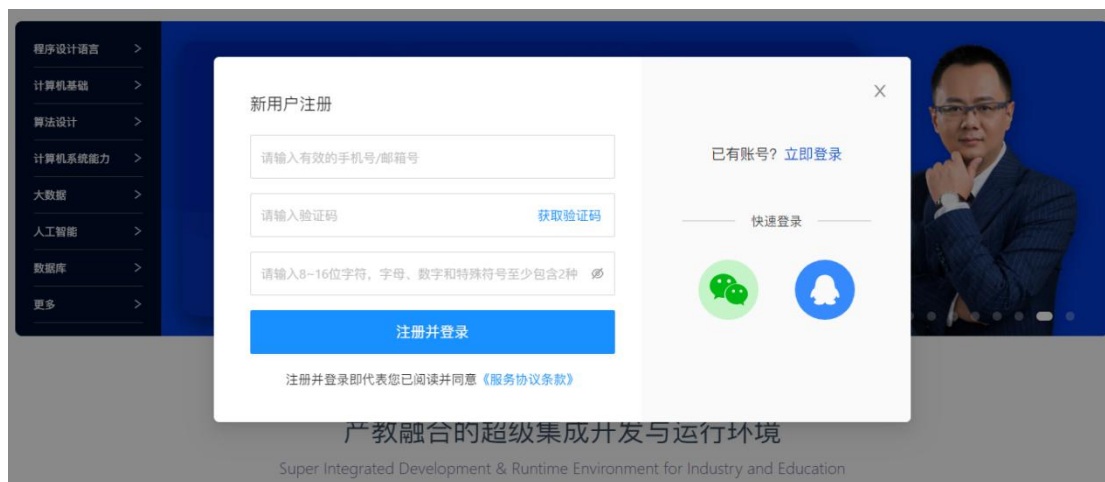 程序设计语言 >
计算机基础 >
算法设计 >
计算机系统能力 >
大数据 >
人工智能 >
数据库 >
更多 >
新用户注册
请输入有效的手机号/邮箱号
请输入验证码 获取验证码
请输入8-16位字符，字母、数字和特殊符号至少包含2种
注册并登录
注册并登录即代表您已阅读并同意《服务协议条款》
X
已有账号？立即登录
快速登录
产教融合的超级集成开发与运行环境
Super Integrated Development & Runtime Environment for Industry and Education